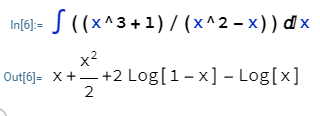 In[6]:= ∫ ((x^3 + 1) / (x^2 - x)) ⅆx
Out[6]= x + x²/2 + 2 Log[1 - x] - Log[x]